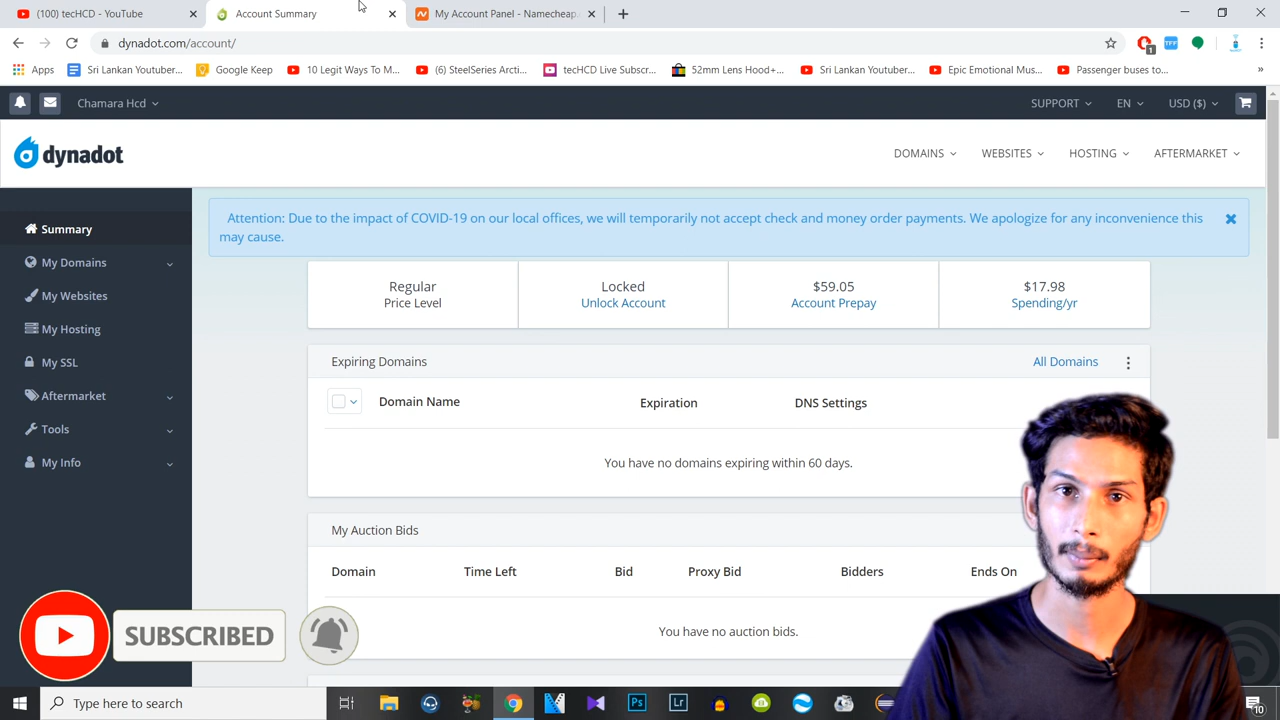 (100) tecHCD - YouTube
Account Summary
My Account Panel - Namecheap.
dynadot.com/account/
1
TFF
Apps
Sri Lankan Youtuber...
Google Keep
10 Legit Ways To M...
(6) SteelSeries Arcti...
tecHCD Live Subscr...
52mm Lens Hood+...
Sri Lankan Youtuber...
Epic Emotional Mus...
Passenger buses to...
»
Chamara Hcd
SUPPORT
EN
USD ($)
dynadot
DOMAINS
WEBSITES
HOSTING
AFTERMARKET
Summary
My Domains
My Websites
My Hosting
My SSL
Aftermarket
Tools
My Info
Attention: Due to the impact of COVID-19 on our local offices, we will temporarily not accept check and money order payments. We apologize for any inconvenience this
may cause.
Regular
Price Level
Locked
Unlock Account
$59.05
Account Prepay
$17.98
Spending/yr
Expiring Domains
All Domains
Domain Name
Expiration
DNS Settings
You have no domains expiring within 60 days.
My Auction Bids
Domain
Time Left
Bid
Proxy Bid
Bidders
Ends On
You have no auction bids.
SUBSCRIBED
Type here to search
Ps
Lr
10